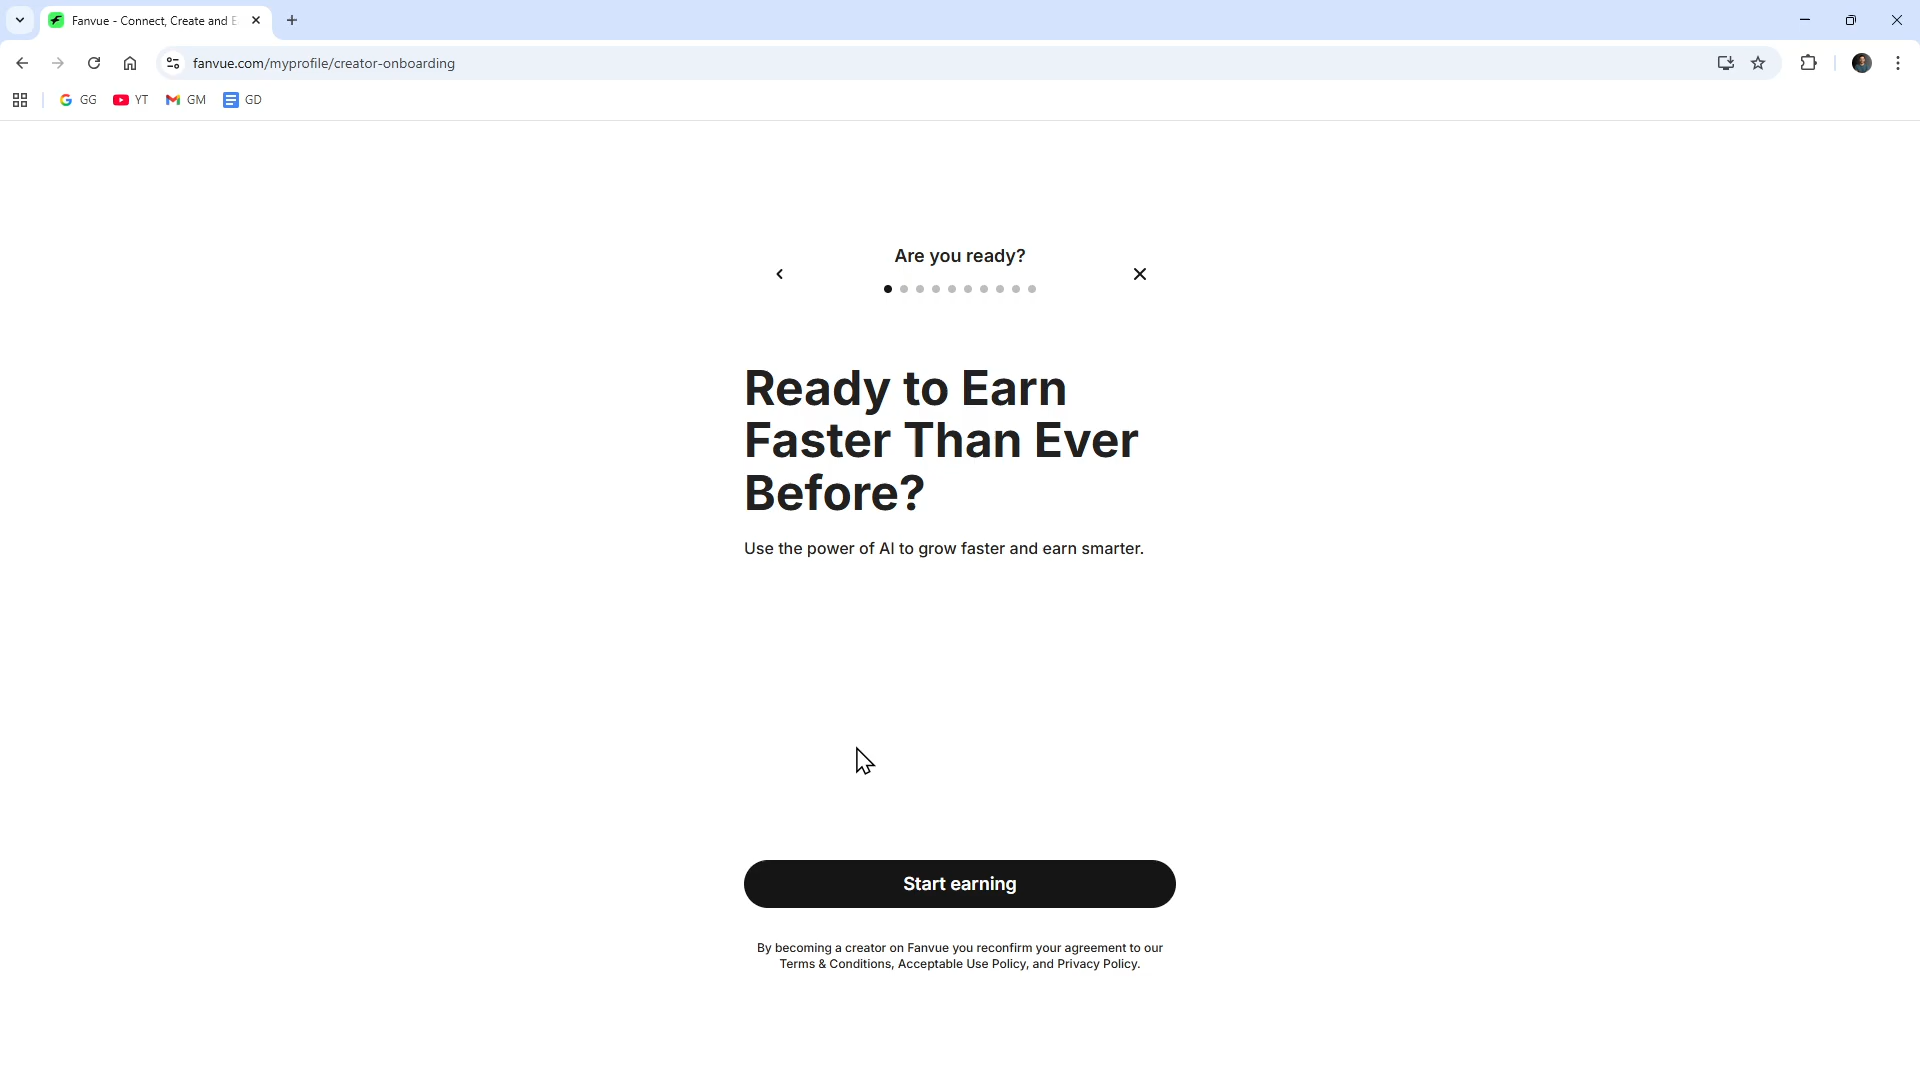 Fanvue - Connect, Create and E
fanvue.com/myprofile/creator-onboarding
GG
YT
GM
GD
Are you ready?
Ready to Earn
Faster Than Ever
Before?
Use the power of AI to grow faster and earn smarter.
Start earning
By becoming a creator on Fanvue you reconfirm your agreement to our
Terms & Conditions, Acceptable Use Policy, and Privacy Policy.